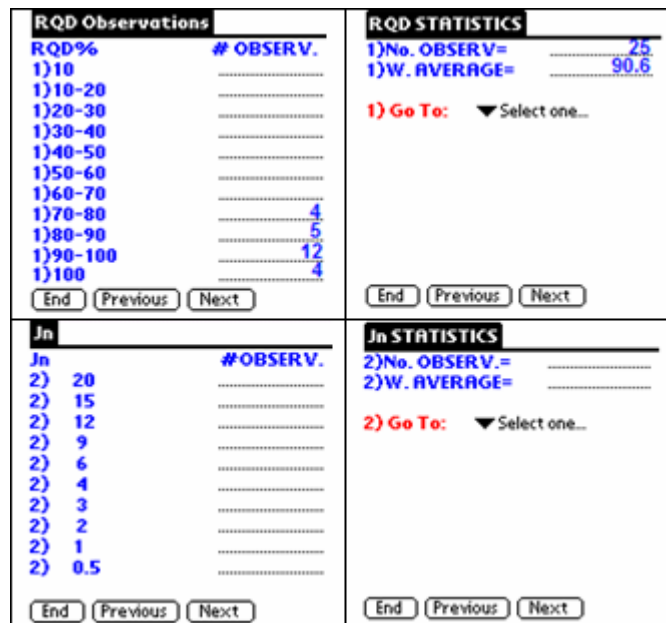 RQD Observations
RQD% # OBSERV.
1)10
1)10-20
1)20-30
1)30-40
1)40-50
1)50-60
1)60-70
1)70-80 4
1)80-90 5
1)90-100 12
1)100 4
End Previous Next
RQD STATISTICS
1)No. OBSERV= 25
1)W. AVERAGE= 90.6
1) Go To: Select one...
End Previous Next
Jn
Jn #OBSERV.
2) 20
2) 15
2) 12
2) 9
2) 6
2) 4
2) 3
2) 2
2) 1
2) 0.5
End Previous Next
Jn STATISTICS
2)No. OBSERV.=
2)W. AVERAGE=
2) Go To: Select one...
End Previous Next